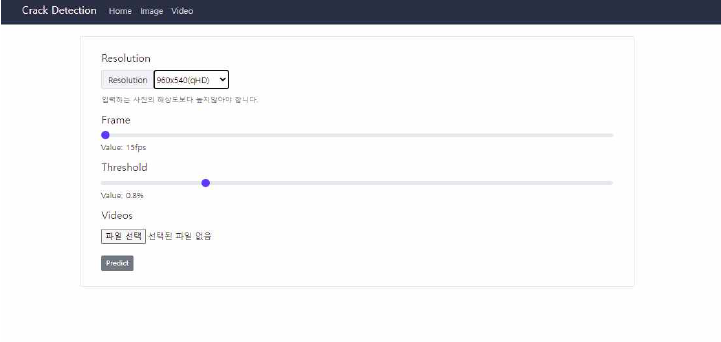 Crack Detection Home Image Video
Resolution
Resolution 960x540(qHD)
입력하는 사진의 해상도보다 높지않아야 합니다.
Frame
Value: 15fps
Threshold
Value: 0.8%
Videos
파일 선택 선택된 파일 없음
Predict